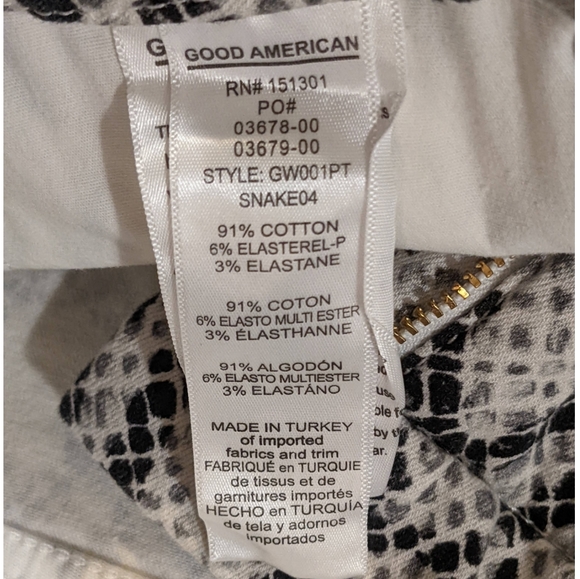 GOOD AMERICAN
RN# 151301
PO#
03678-00
03679-00
STYLE: GW001PT
SNAKE04
91% COTTON
6% ELASTEREL-P
3% ELASTANE
91% COTON
6% ELASTO MULTI ESTER
3% ÉLASTHANNE
91% ALGODÓN
6% ELASTO MULTIESTER
3% ELASTÁNO
MADE IN TURKEY
of imported
fabrics and trim
FABRIQUÉ en TURQUIE
de tissus et de
garnitures importés
HECHO en TURQUÍA
de tela y adornos
importados